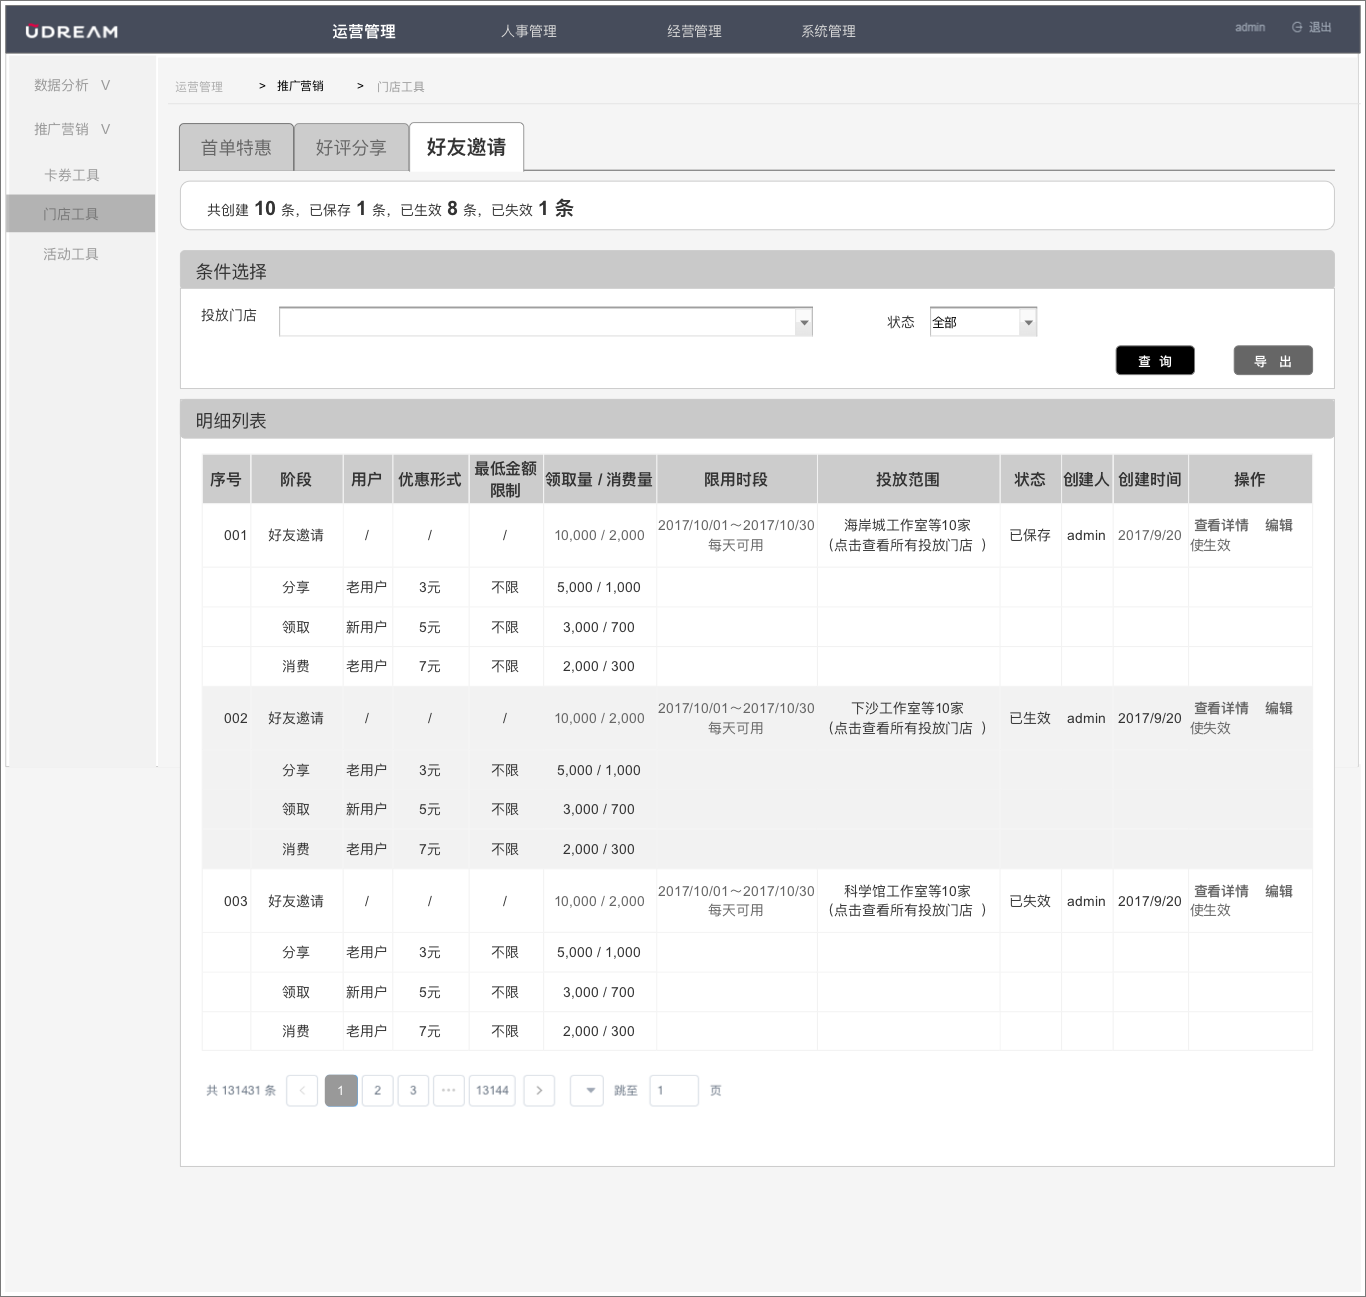 UDREAM 运营管理 人事管理 经营管理 系统管理 admin 退出
数据分析 V
推广营销 V
卡券工具
门店工具
活动工具
运营管理 > 推广营销 > 门店工具
首单特惠 好评分享 好友邀请
共创建 10 条, 已保存 1 条, 已生效 8 条, 已失效 1 条
条件选择
投放门店 状态 全部
查 询 导 出
明细列表
序号 阶段 用户 优惠形式 最低金额限制 领取量 / 消费量 限用时段 投放范围 状态 创建人 创建时间 操作
001 好友邀请 / / / 10,000 / 2,000 2017/10/01～2017/10/30 每天可用 海岸城工作室等10家 (点击查看所有投放门店 ) 已保存 admin 2017/9/20 查看详情 编辑 使生效
分享 老用户 3元 不限 5,000 / 1,000
领取 新用户 5元 不限 3,000 / 700
消费 老用户 7元 不限 2,000 / 300
002 好友邀请 / / / 10,000 / 2,000 2017/10/01～2017/10/30 每天可用 下沙工作室等10家 (点击查看所有投放门店 ) 已生效 admin 2017/9/20 查看详情 编辑 使失效
分享 老用户 3元 不限 5,000 / 1,000
领取 新用户 5元 不限 3,000 / 700
消费 老用户 7元 不限 2,000 / 300
003 好友邀请 / / / 10,000 / 2,000 2017/10/01～2017/10/30 每天可用 科学馆工作室等10家 (点击查看所有投放门店 ) 已失效 admin 2017/9/20 查看详情 编辑 使生效
分享 老用户 3元 不限 5,000 / 1,000
领取 新用户 5元 不限 3,000 / 700
消费 老用户 7元 不限 2,000 / 300
共 131431 条 < 1 2 3 ··· 13144 > 跳至 1 页